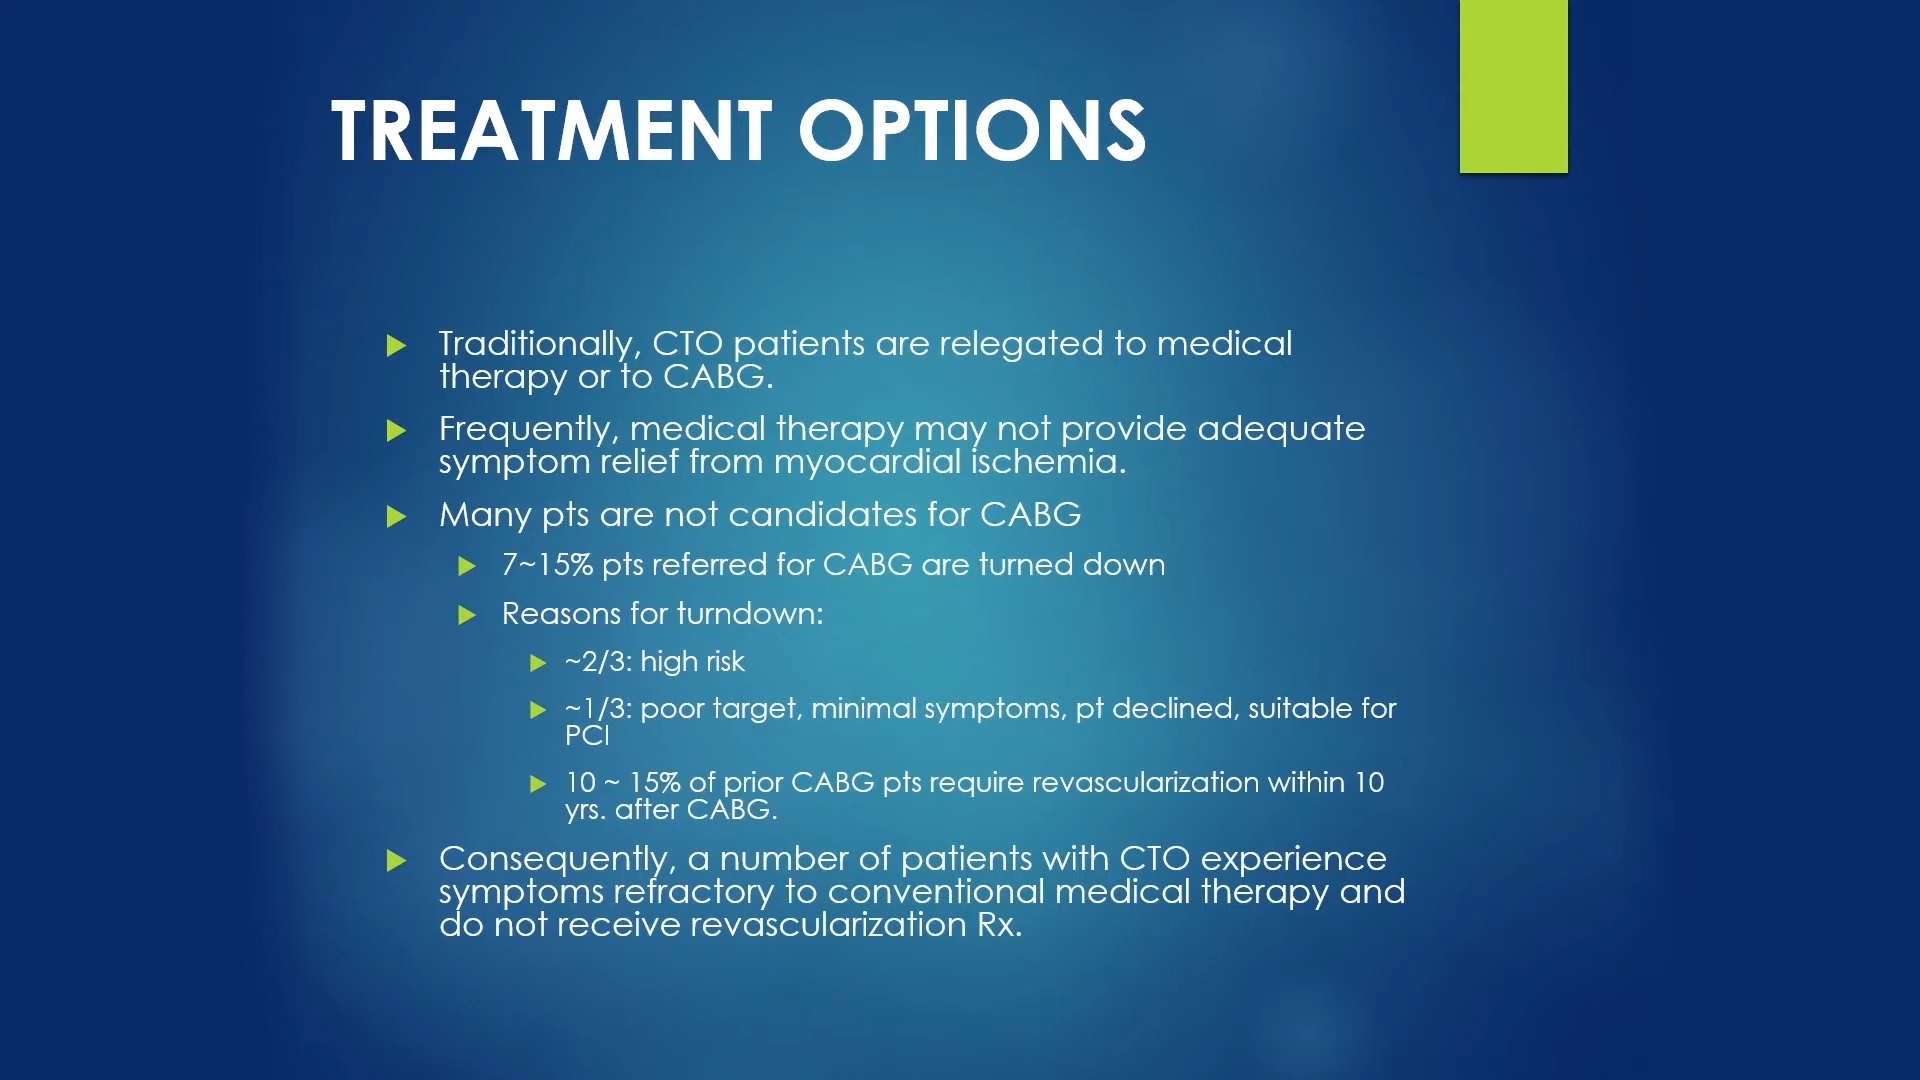 TREATMENT OPTIONS
Traditionally, CTO patients are relegated to medical
therapy or to CABG.
Frequently, medical therapy may not provide adequate
symptom relief from myocardial ischemia.
Many pts are not candidates for CABG
7~15% pts referred for CABG are turned down
Reasons for turndown:
~2/3: high risk
~1/3: poor target, minimal symptoms, pt declined, suitable for
PCI
10 ~ 15% of prior CABG pts require revascularization within 10
yrs. after CABG.
Consequently, a number of patients with CTO experience
symptoms refractory to conventional medical therapy and
do not receive revascularization Rx.